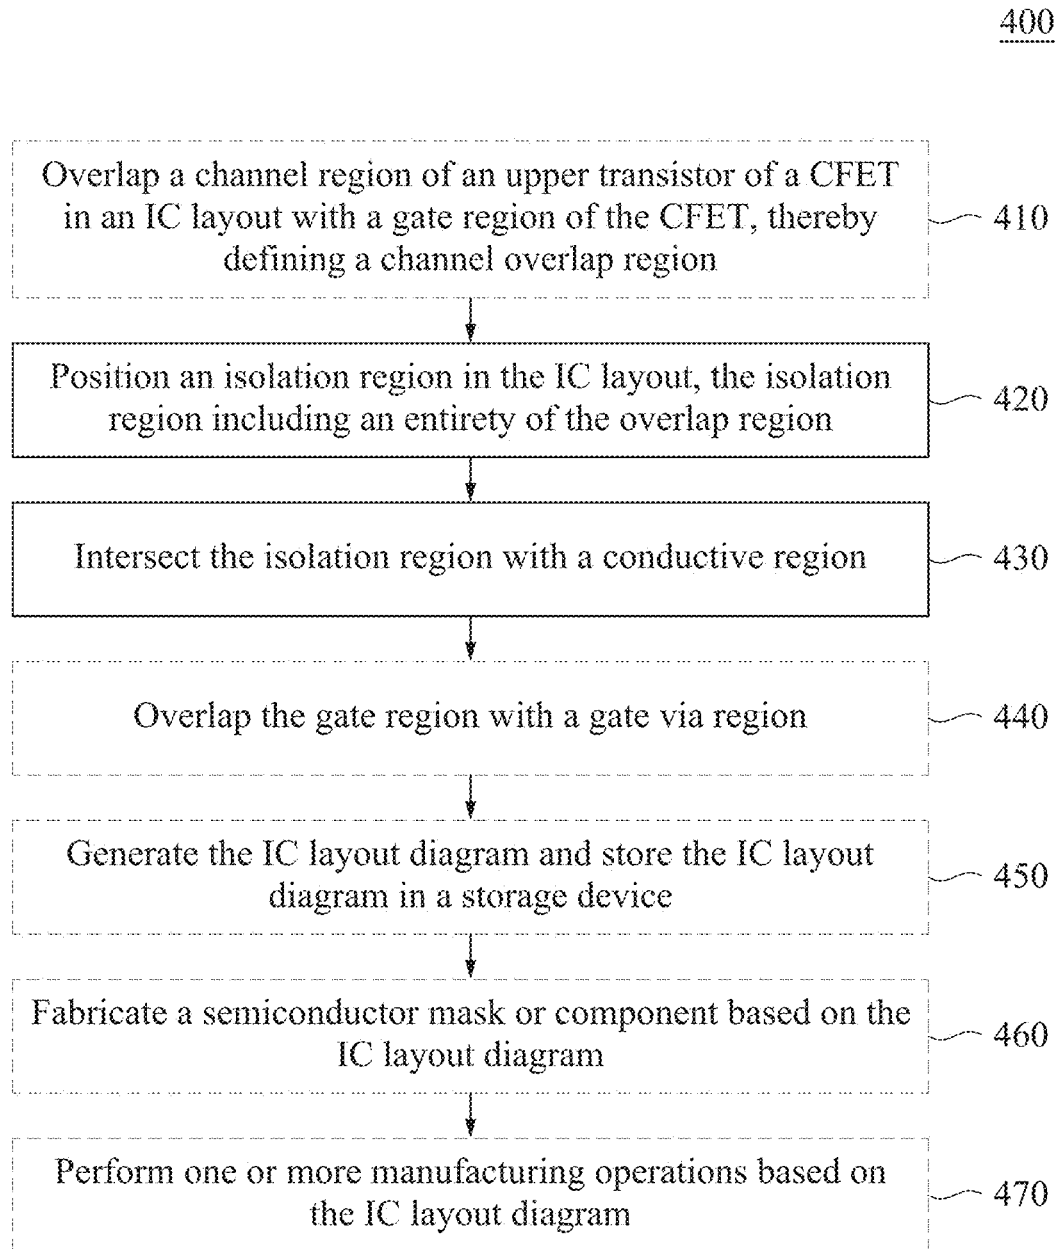 400
Overlap a channel region of an upper transistor of a CFET
in an IC layout with a gate region of the CFET, thereby
defining a channel overlap region
410
Position an isolation region in the IC layout, the isolation
region including an entirety of the overlap region
420
Intersect the isolation region with a conductive region
430
Overlap the gate region with a gate via region
440
Generate the IC layout diagram and store the IC layout
diagram in a storage device
450
Fabricate a semiconductor mask or component based on the
IC layout diagram
460
Perform one or more manufacturing operations based on
the IC layout diagram
470